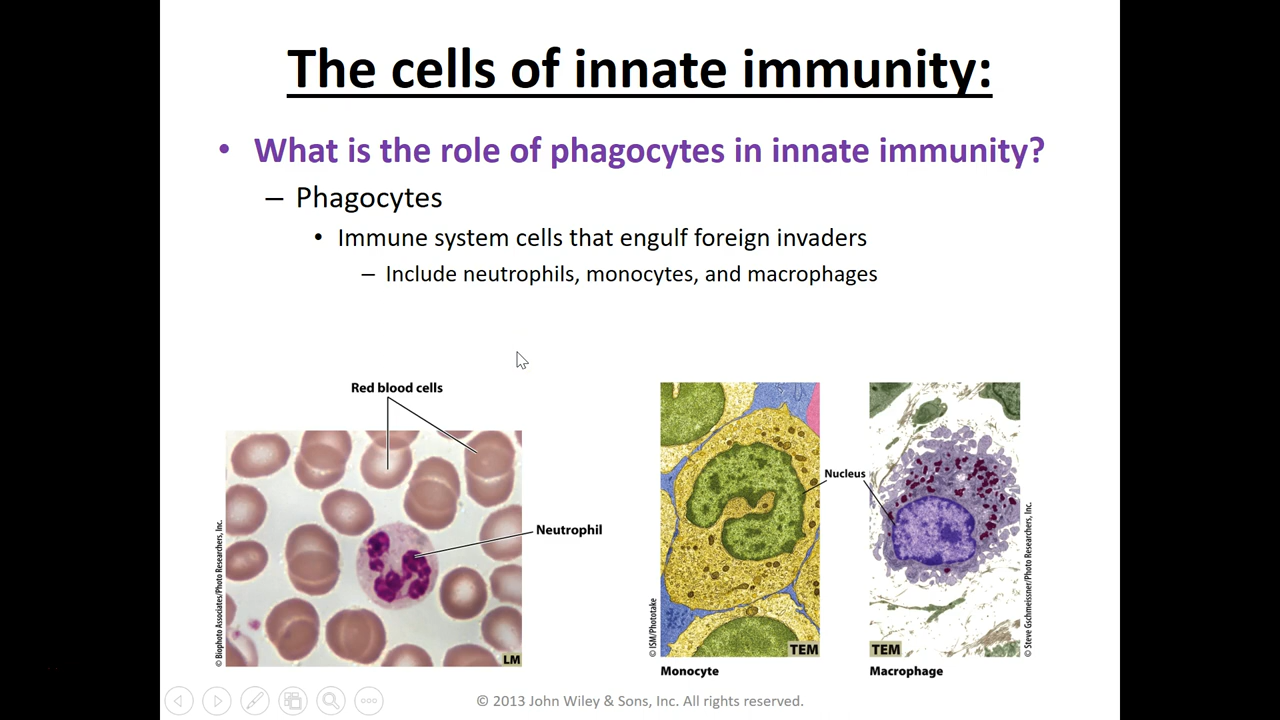 The cells of innate immunity:
• What is the role of phagocytes in innate immunity?
– Phagocytes
• Immune system cells that engulf foreign invaders
– Include neutrophils, monocytes, and macrophages
Red blood cells
Neutrophil
LM
© Biophoto Associates/Photo Researchers, Inc.
Nucleus
TEM
© ISM/Phototake
Monocyte
TEM
© Steve Gschmeissner/Photo Researchers, Inc.
Macrophage
© 2013 John Wiley & Sons, Inc. All rights reserved.